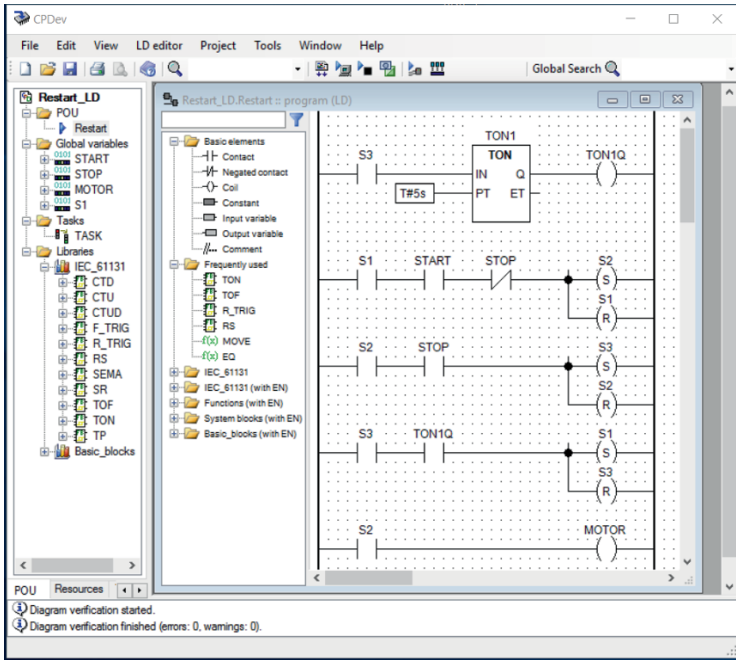 CPDev
File Edit View LD editor Project Tools Window Help
Global Search
Restart_LD
POU
Restart
Global variables
START
STOP
MOTOR
S1
Tasks
TASK
Libraries
IEC_61131
CTD
CTU
CTUD
F_TRIG
R_TRIG
RS
SEMA
SR
TOF
TON
TP
Basic_blocks
POU Resources
Restart_LD.Restart :: program (LD)
Basic elements
Contact
Negated contact
Coil
Constant
Input variable
Output variable
Comment
Frequently used
TON
TOF
R_TRIG
RS
f(x) MOVE
f(x) EQ
IEC_61131
IEC_61131 (with EN)
Functions (with EN)
System blocks (with EN)
Basic_blocks (with EN)
TON1
S3 TON TON1Q
IN Q
T#5s PT ET
S1 START STOP S2
S
S1
R
S2 STOP S3
S
S2
R
S3 TON1Q S1
S
S3
R
S2 MOTOR
Diagram verification started.
Diagram verification finished (errors: 0, warnings: 0).